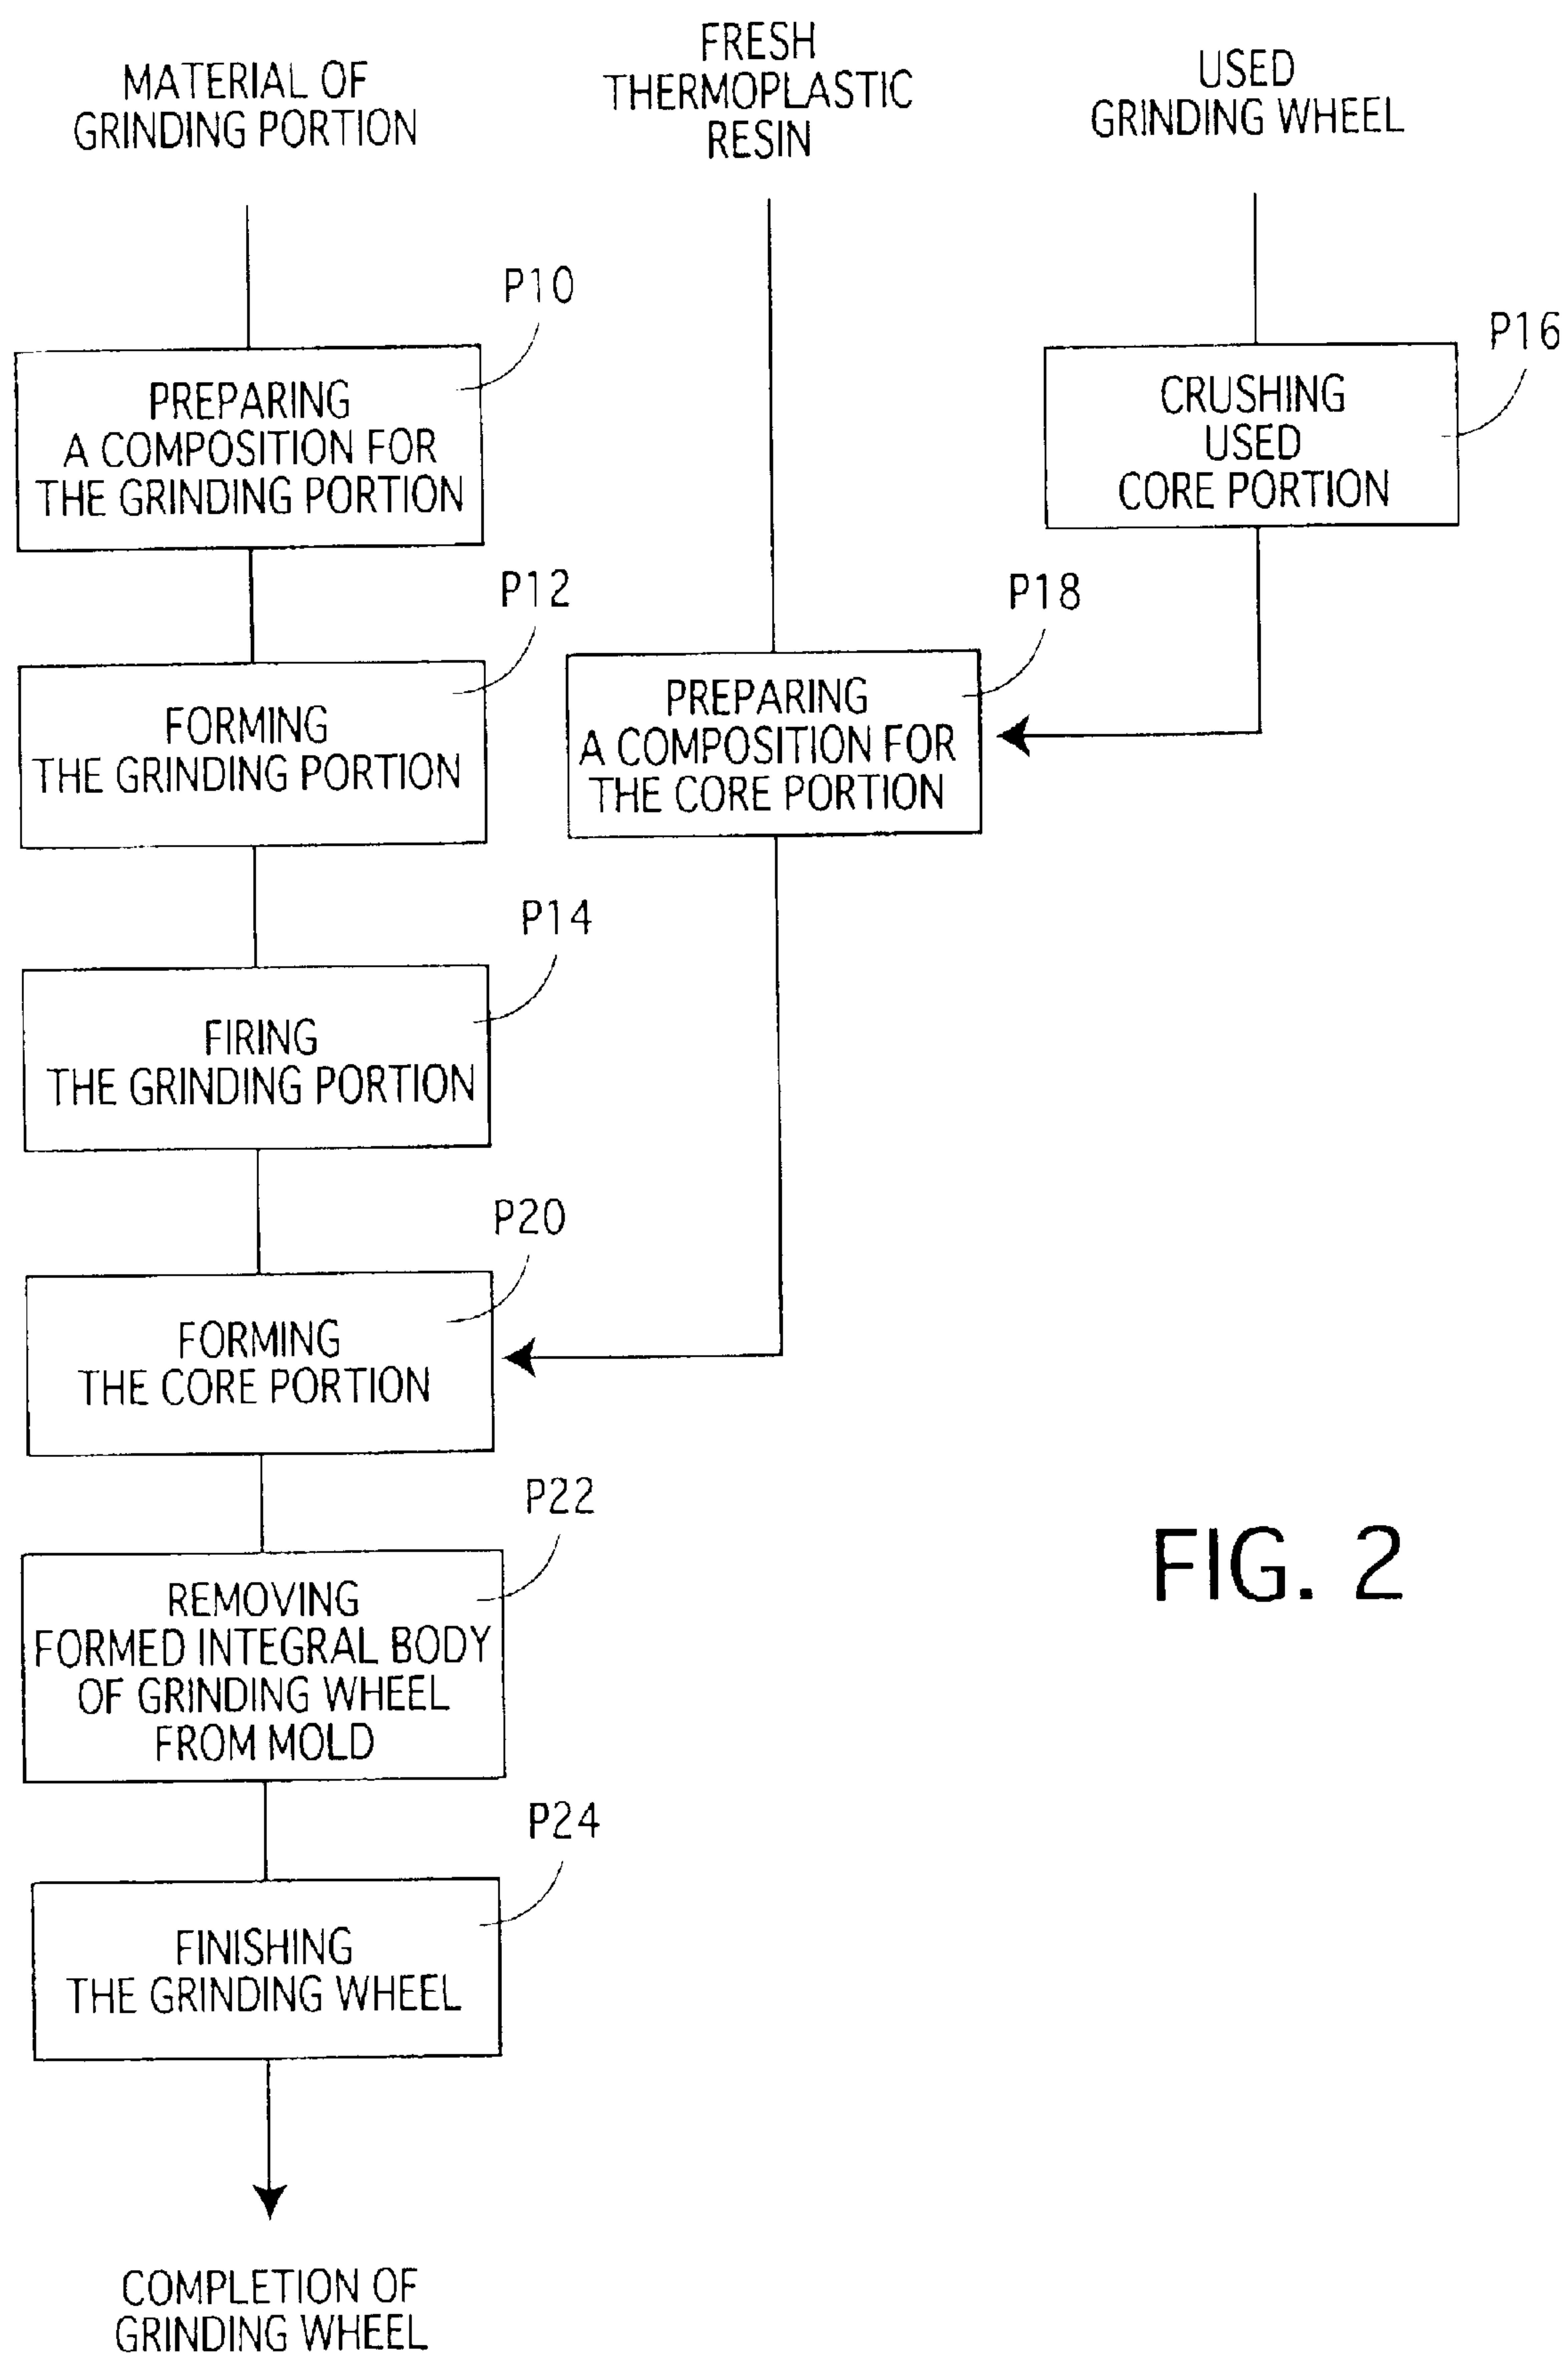 MATERIAL OF
GRINDING PORTION
FRESH
THERMOPLASTIC
RESIN
USED
GRINDING WHEEL
P10
PREPARING
A COMPOSITION FOR
THE GRINDING PORTION
P16
CRUSHING
USED
CORE PORTION
P12
FORMING
THE GRINDING PORTION
P18
PREPARING
A COMPOSITION FOR
THE CORE PORTION
P14
FIRING
THE GRINDING PORTION
P20
FORMING
THE CORE PORTION
P22
REMOVING
FORMED INTEGRAL BODY
OF GRINDING WHEEL
FROM MOLD
FIG. 2
P24
FINISHING
THE GRINDING WHEEL
COMPLETION OF
GRINDING WHEEL